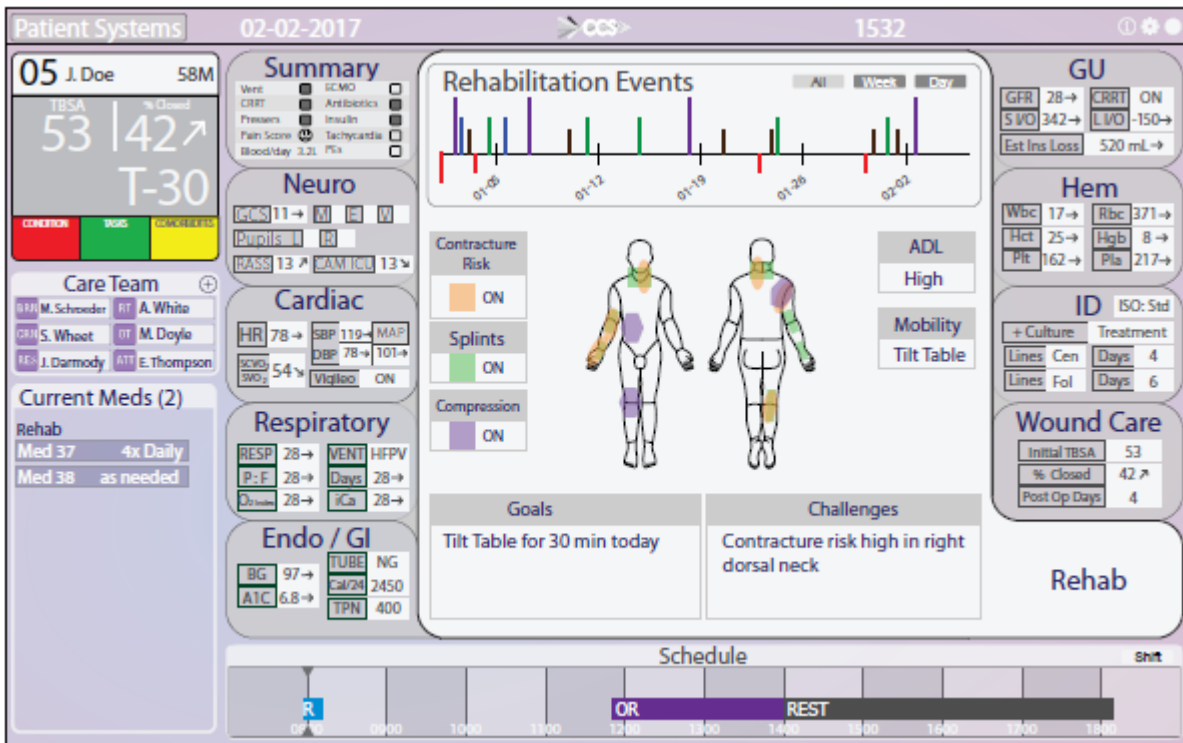 Patient Systems 02-02-2017 CCS 1532
05 J. Doe 58M
TBSA % Closed
53 42↗
T-30
CONDITION TASKS COMORBIDITIES
Care Team
M. Schroeder RT A. White
S. Wheet OT M. Doyle
J. Darmody ATT E. Thompson
Current Meds (2)
Rehab
Med 37 4x Daily
Med 38 as needed
Summary
Vent ECMO
CRRT Antibiotics
Pressers Insulin
Pain Score Tachycardia
Blood/day 3.2L PEs
Neuro
GCS 11→ M E V
Pupils L R
RASS 13↗ CAM ICU 13↘
Cardiac
HR 78→ SBP 119→ MAP
DBP 78→ 101→
SCVO2
SVO2 54↘ Vigileo ON
Respiratory
RESP 28→ VENT HFPV
P:F 28→ Days 28→
O2 Index 28→ iCa 28→
Endo / GI
BG 97→ TUBE NG
A1C 6.8→ Cal/24 2450
TPN 400
Rehabilitation Events All Week Day
01-05 01-12 01-19 01-26 02-02
Contracture
Risk
ON
Splints
ON
Compression
ON
ADL
High
Mobility
Tilt Table
Goals
Tilt Table for 30 min today
Challenges
Contracture risk high in right
dorsal neck
GU
GFR 28→ CRRT ON
S I/O 342→ L I/O -150→
Est Ins Loss 520 mL→
Hem
Wbc 17→ Rbc 371→
Hct 25→ Hgb 8→
Plt 162→ Pla 217→
ID ISO: Std
+ Culture Treatment
Lines Cen Days 4
Lines Fol Days 6
Wound Care
Initial TBSA 53
% Closed 42↗
Post Op Days 4
Rehab
Schedule Shift
R OR REST
0800 0900 1000 1100 1200 1300 1400 1500 1600 1700 1800